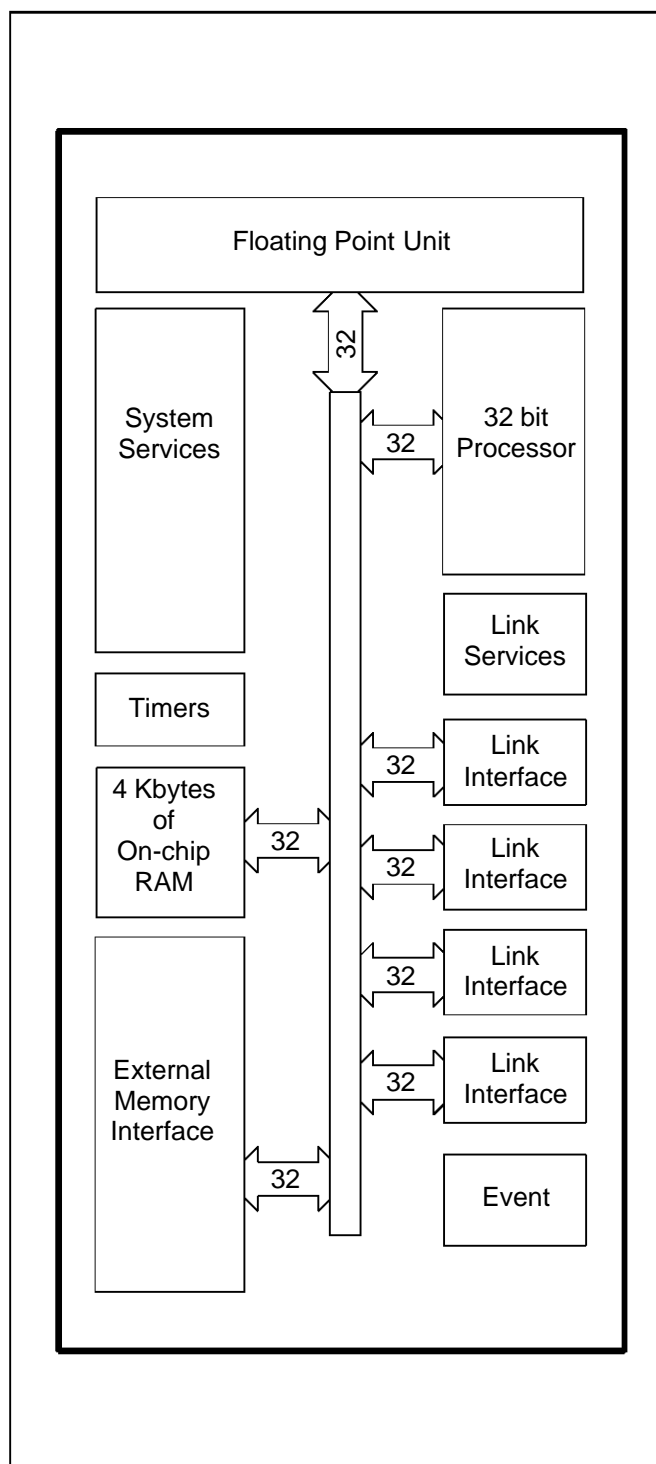 Floating Point Unit
32
System
Services
32 bit
Processor
32
Link
Services
Timers
Link
Interface
32
4 Kbytes
of
On-chip
RAM
32
Link
Interface
32
Link
Interface
32
External
Memory
Interface
Link
Interface
32
32
Event